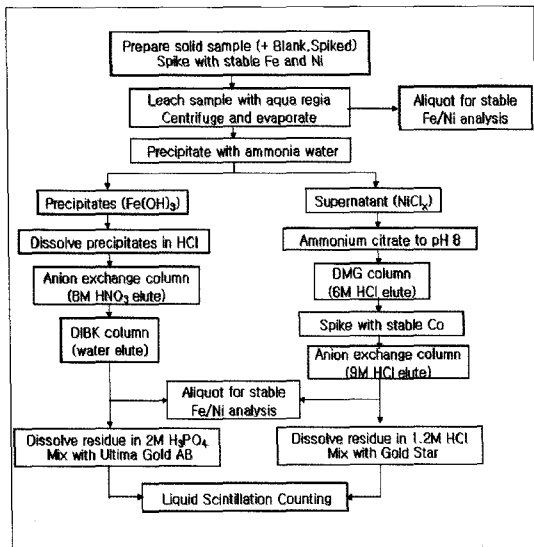 Prepare solid sample (+ Blank,Spiked)
Spike with stable Fe and Ni
Leach sample with aqua regia
Centrifuge and evaporate
Aliquot for stable
Fe/Ni analysis
Precipitate with ammonia water
Precipitates (Fe(OH)₃)
Supernatant (NiClₓ)
Dissolve precipitates in HCl
Ammonium citrate to pH 8
Anion exchange column
(8M HNO₃ elute)
DMG column
(6M HCl elute)
DIBK column
(water elute)
Spike with stable Co
Anion exchange column
(9M HCl elute)
Aliquot for stable
Fe/Ni analysis
Dissolve residue in 2M H₃PO₄
Mix with Ultima Gold AB
Dissolve residue in 1.2M HCl
Mix with Gold Star
Liquid Scintillation Counting